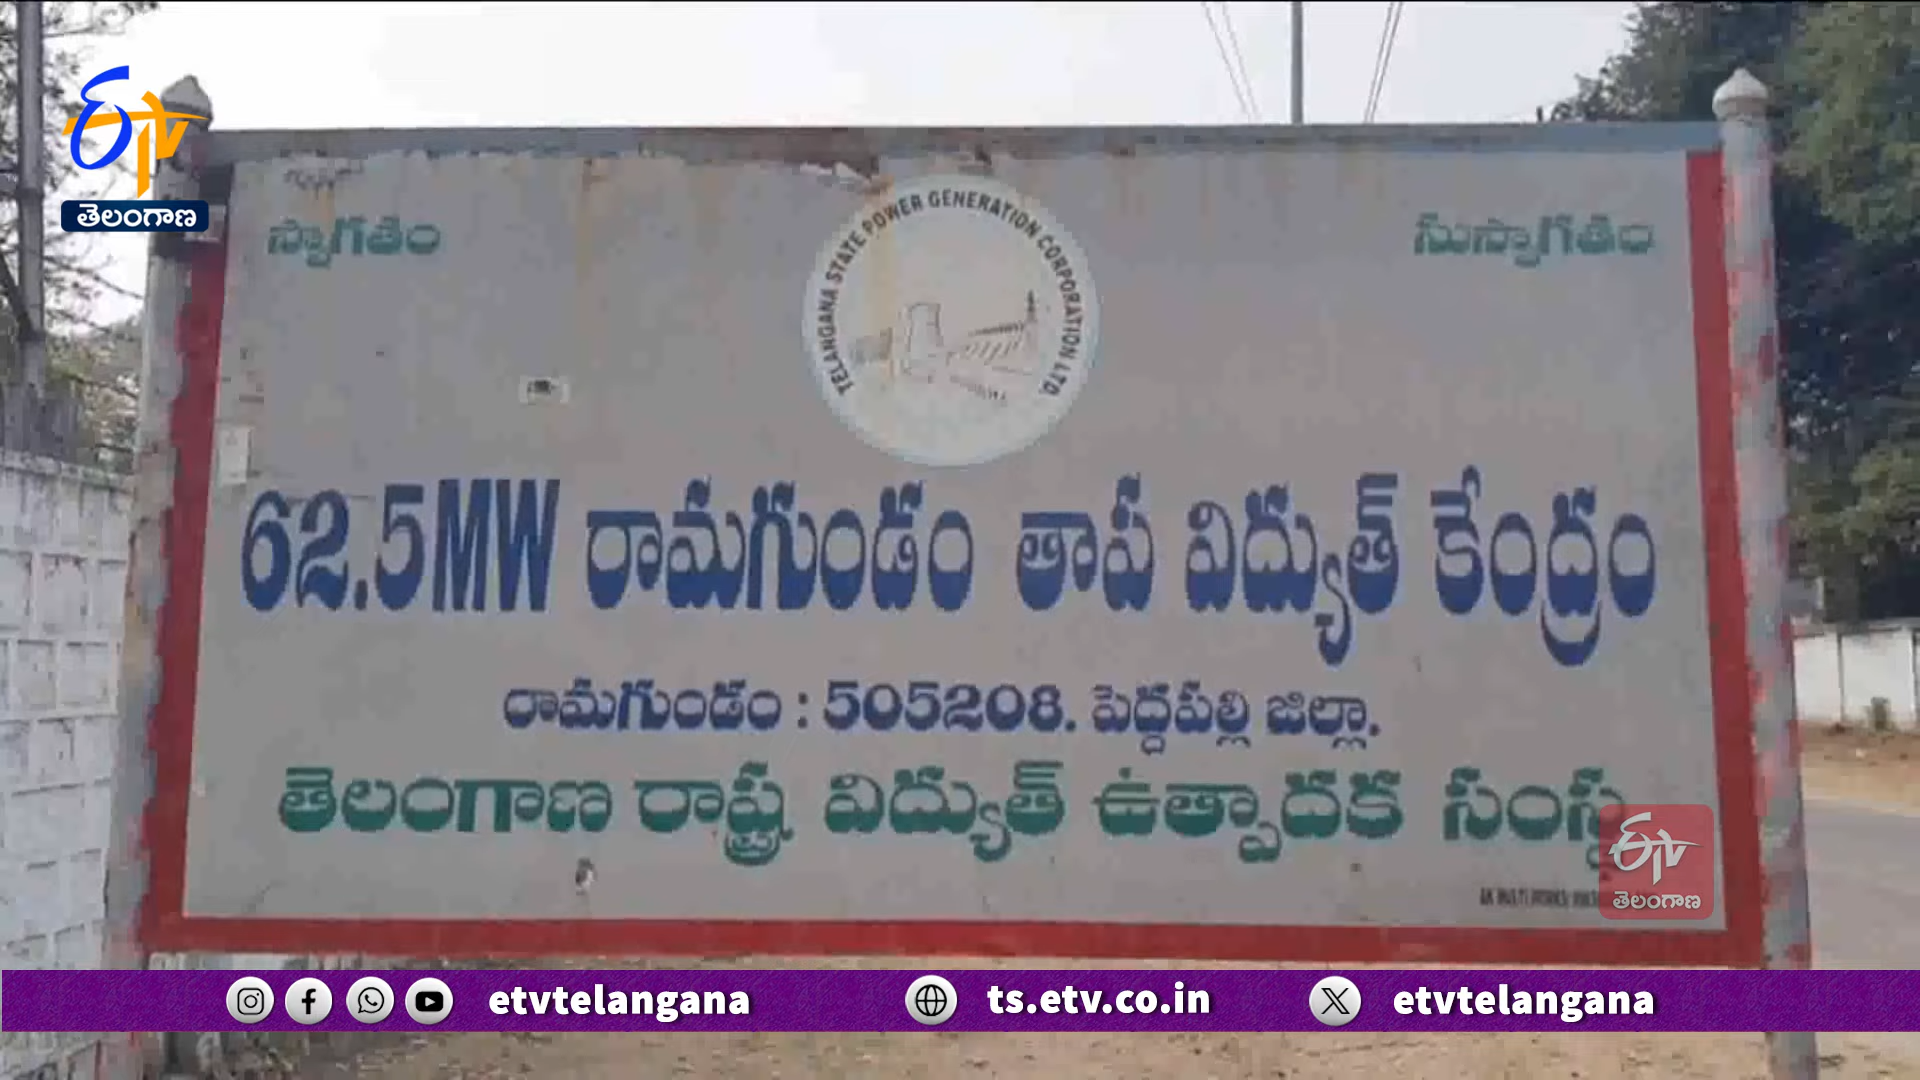 ETV
తెలంగాణ
స్వాగతం
సుస్వాగతం
TELANGANA STATE POWER GENERATION CORPORATION LTD.
62.5MW రామగుండం తాప విద్యుత్ కేంద్రం
రామగుండం : 505208. పెద్దపల్లి జిల్లా.
తెలంగాణ రాష్ట్ర విద్యుత్ ఉత్పాదక సంస్థ
తెలంగాణ
etvtelangana
ts.etv.co.in
etvtelangana